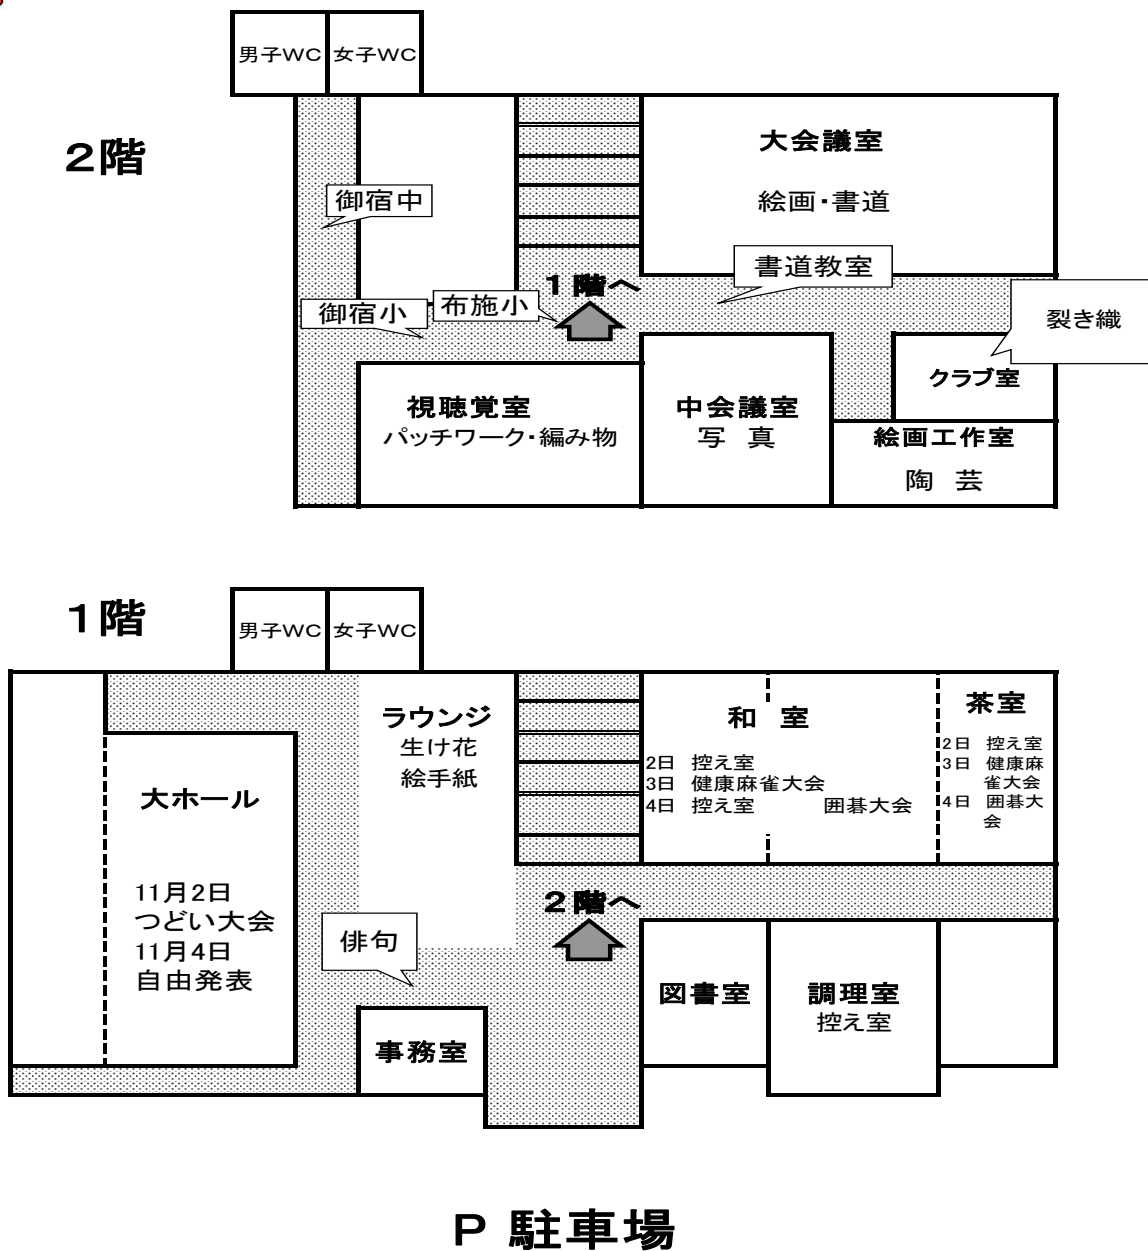 男子WC
女子WC
2階
大会議室
絵画・書道
御宿中
書道教室
1階へ
御宿小
布施小
裂き織
クラブ室
視聴覚室
パッチワーク・編み物
中会議室
写 真
絵画工作室
陶 芸
1階
男子WC
女子WC
ラウンジ
生け花
絵手紙
和 室
2日 控え室
3日 健康麻雀大会
4日 控え室 囲碁大会
茶室
2日 控え室
3日 健康麻
雀大会
4日 囲碁大
会
大ホール
11月2日
つどい大会
11月4日
自由発表
俳句
2階へ
事務室
図書室
調理室
控え室
P 駐車場